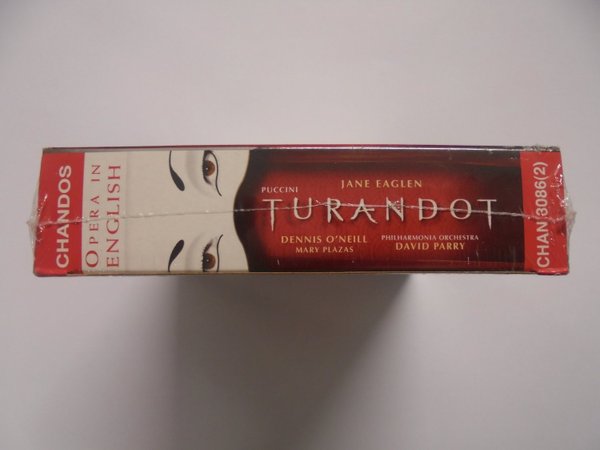 CHANDOS
OPERA IN
ENGLISH
JANE EAGLEN
PUCCINI
TURANDOT
DENNIS O'NEILL
MARY PLAZAS
PHILHARMONIA ORCHESTRA
DAVID PARRY
CHAN 3086(2)